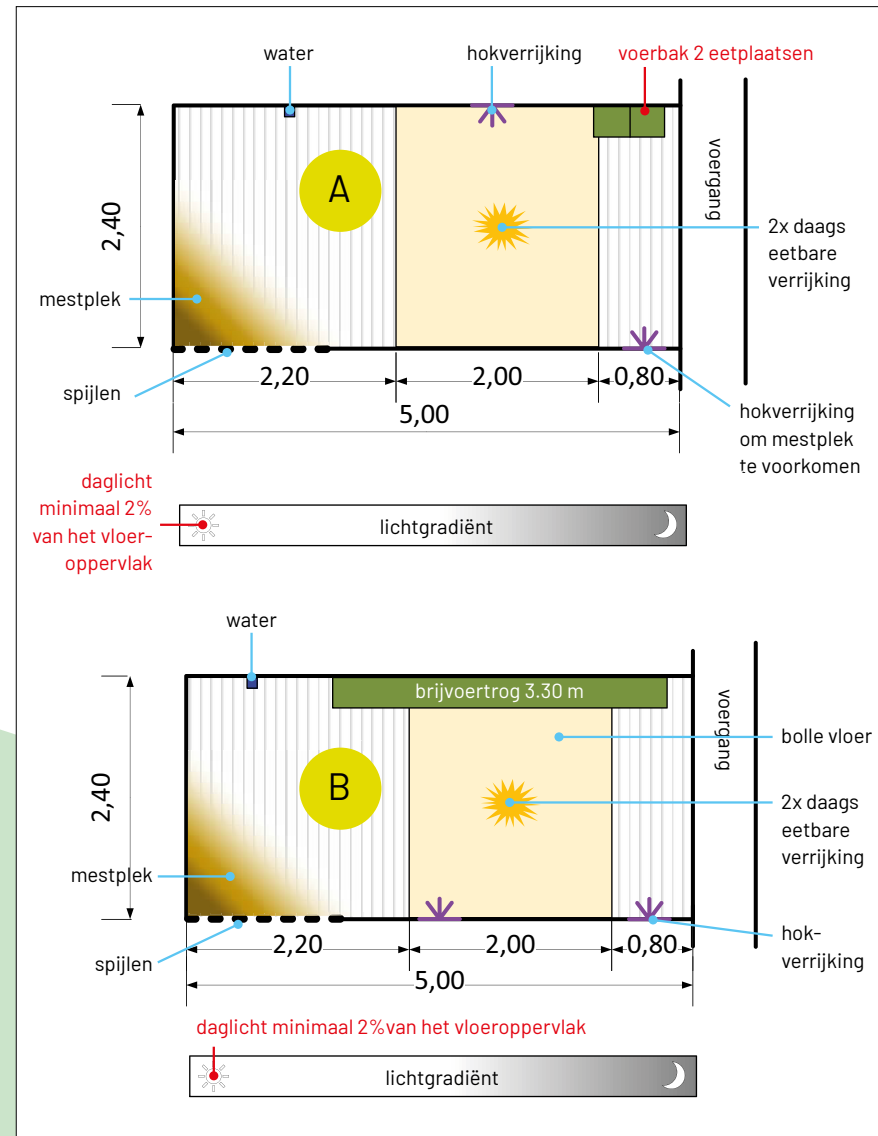 water
hokverrijking
voerbak 2 eetplaatsen
voergang
A
2,40
2x daags
eetbare
verrijking
mestplek
spijlen
2,20
2,00
0,80
5,00
hokverrijking
om mestplek
te voorkomen
daglicht
minimaal 2%
van het vloer-
oppervlak
lichtgradiënt
water
brijvoertrog 3.30 m
voergang
bolle vloer
B
2,40
2x daags
eetbare
verrijking
mestplek
spijlen
2,20
2,00
0,80
5,00
hok-
verrijking
daglicht minimaal 2%van het vloeroppervlak
lichtgradiënt